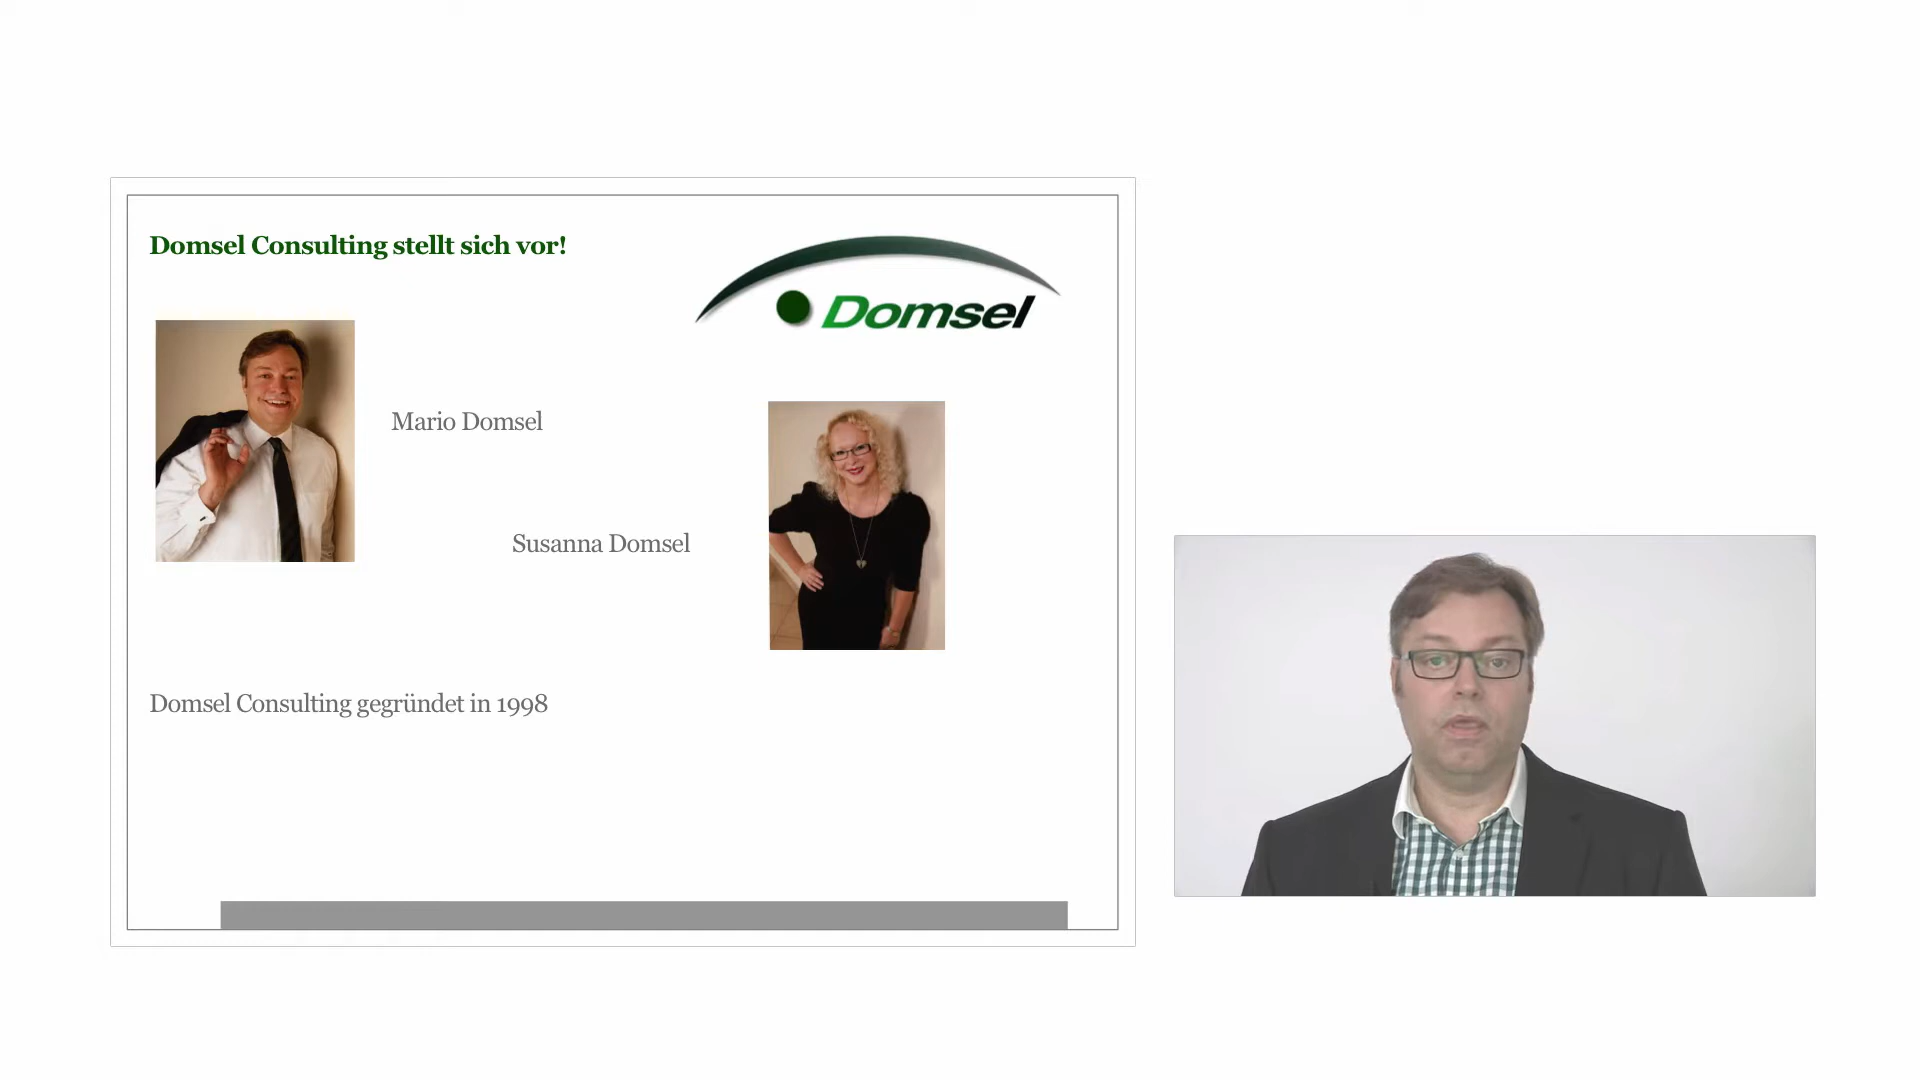 Domsel Consulting stellt sich vor!
Domsel
Mario Domsel
Susanna Domsel
Domsel Consulting gegründet in 1998